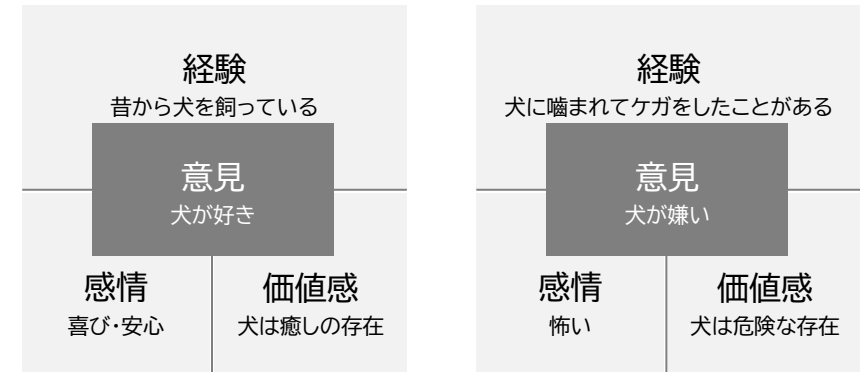 経験
昔から犬を飼っている
意見
犬が好き
感情
喜び・安心
価値感
犬は癒しの存在
経験
犬に嚙まれてケガをしたことがある
意見
犬が嫌い
感情
怖い
価値感
犬は危険な存在